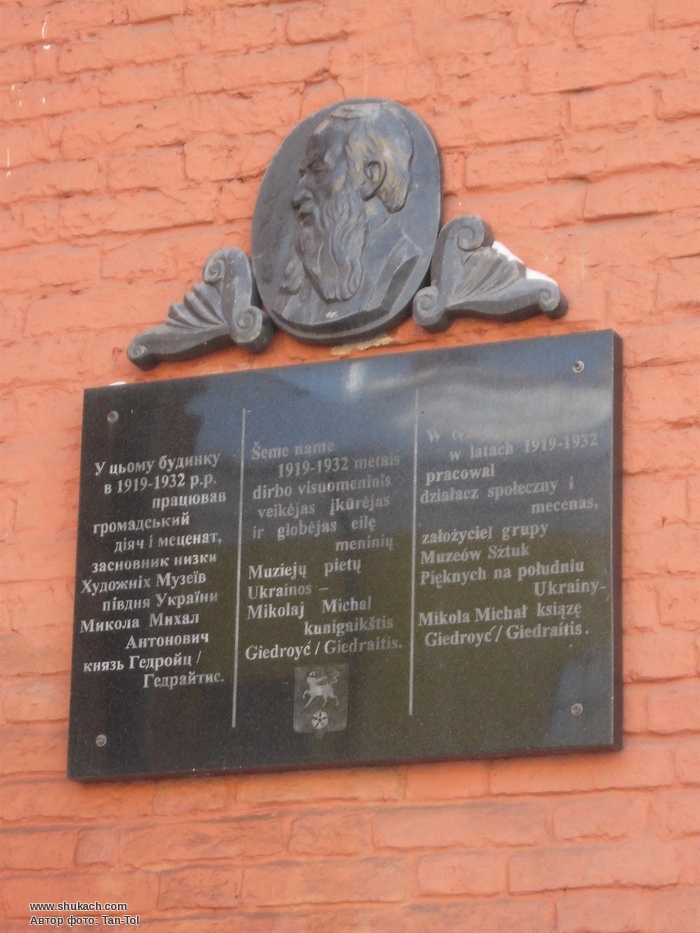 У цьому будинку
в 1919-1932 р.р.
працював
громадський
діяч і меценат,
засновник низки
Художніх Музеїв
півдня України
Микола Михал
Антонович
князь Гедройц /
Гедрайтис.
Šeme name
1919-1932 metais
dirbo visuomeninis
veikėjas įkūrėjas
ir globėjas eilę
meninių
Muziejų pietų
Ukrainos –
Mikolaj Michal
kunigaikštis
Giedroyć / Giedraitis.
W
w latach 1919-1932
pracowal
działacz społeczny i
mecenas,
założyciel grupy
Muzeów Sztuk
Pięknych na południu
Ukrainy–
Mikoła Michał książę
Giedroyć / Giedraitis.
www.shukach.com
Автор фото: Tan-Tol